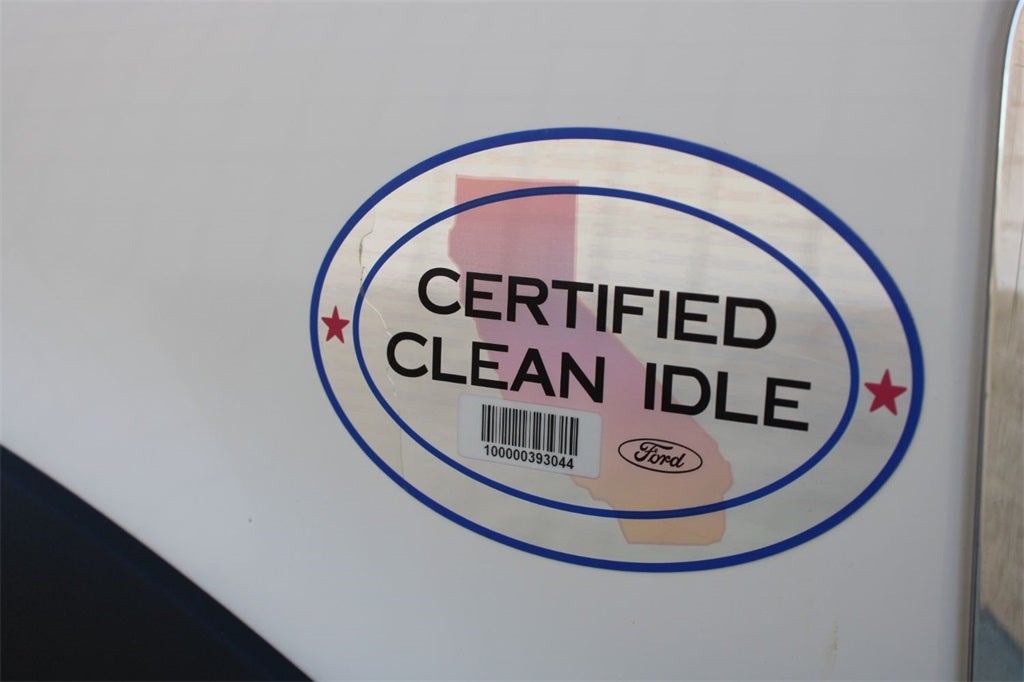 CERTIFIED
CLEAN IDLE
100000393044
Ford